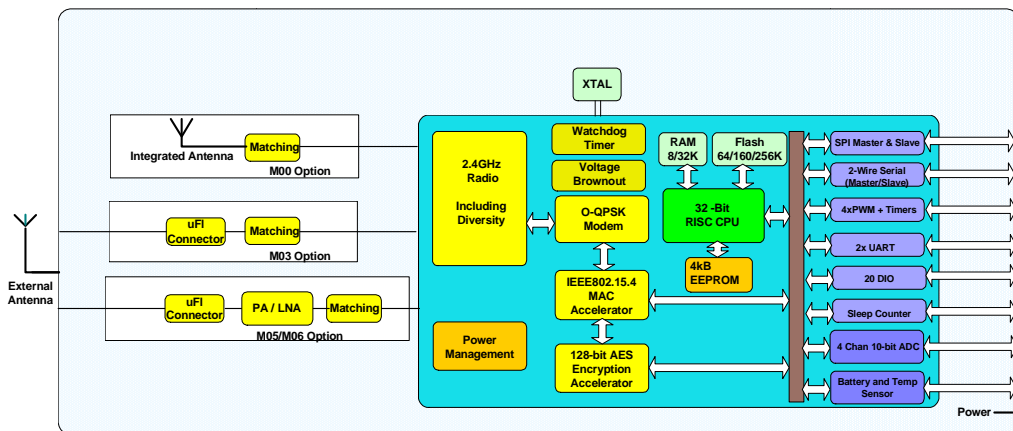 XTAL
Integrated Antenna
Matching
M00 Option
uFl
Connector
Matching
M03 Option
External
Antenna
uFl
Connector
PA / LNA
Matching
M05/M06 Option
2.4GHz
Radio
Including
Diversity
Power
Management
Watchdog
Timer
Voltage
Brownout
O-QPSK
Modem
IEEE802.15.4
MAC
Accelerator
128-bit AES
Encryption
Accelerator
RAM
8/32K
Flash
64/160/256K
32 -Bit
RISC CPU
4kB
EEPROM
SPI Master & Slave
2-Wire Serial
(Master/Slave)
4xPWM + Timers
2x UART
20 DIO
Sleep Counter
4 Chan 10-bit ADC
Battery and Temp
Sensor
Power